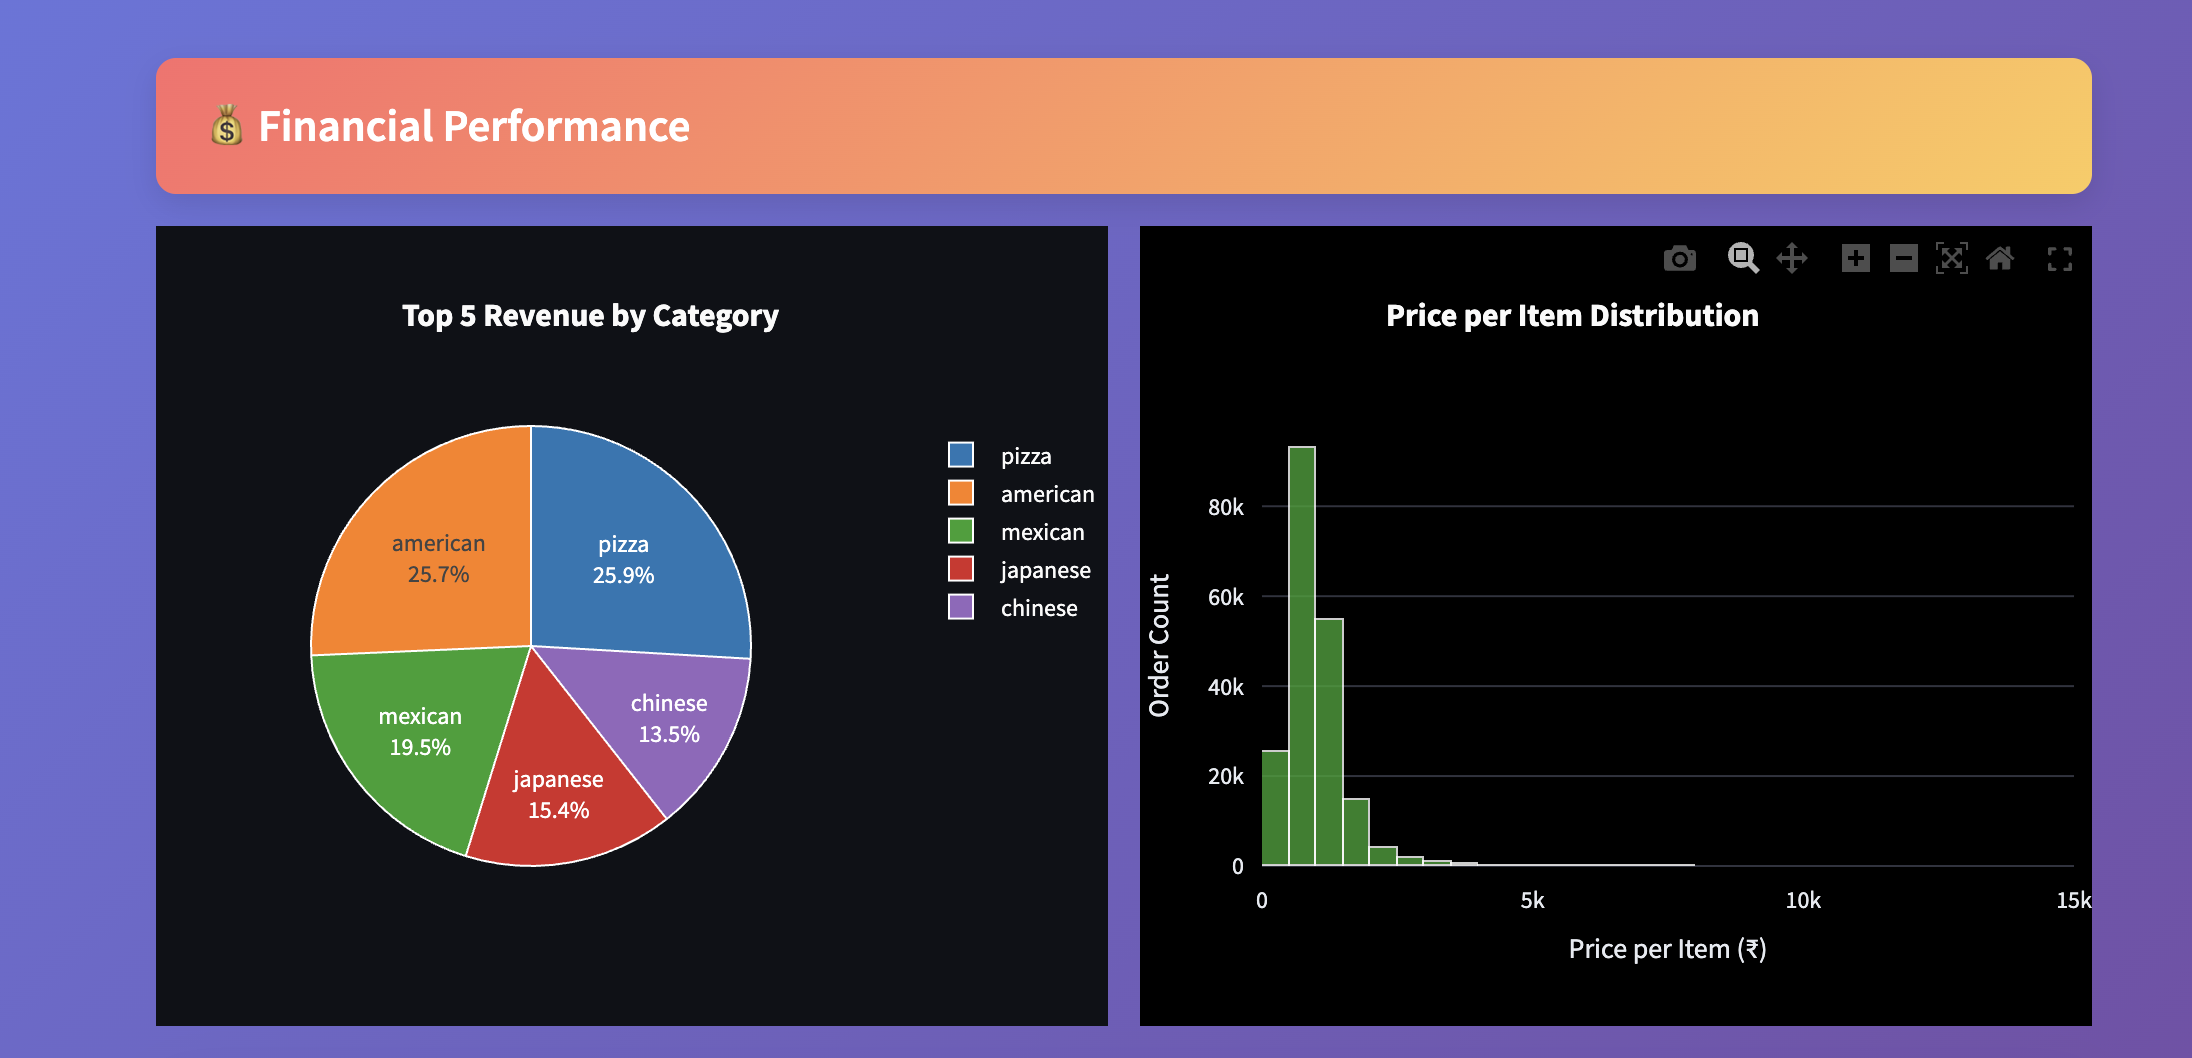 💰 Financial Performance
Top 5 Revenue by Category
american
25.7%
pizza
25.9%
mexican
19.5%
chinese
13.5%
japanese
15.4%
pizza
american
mexican
japanese
chinese
Price per Item Distribution
Order Count
80k
60k
40k
20k
0
0
5k
10k
15k
Price per Item (₹)